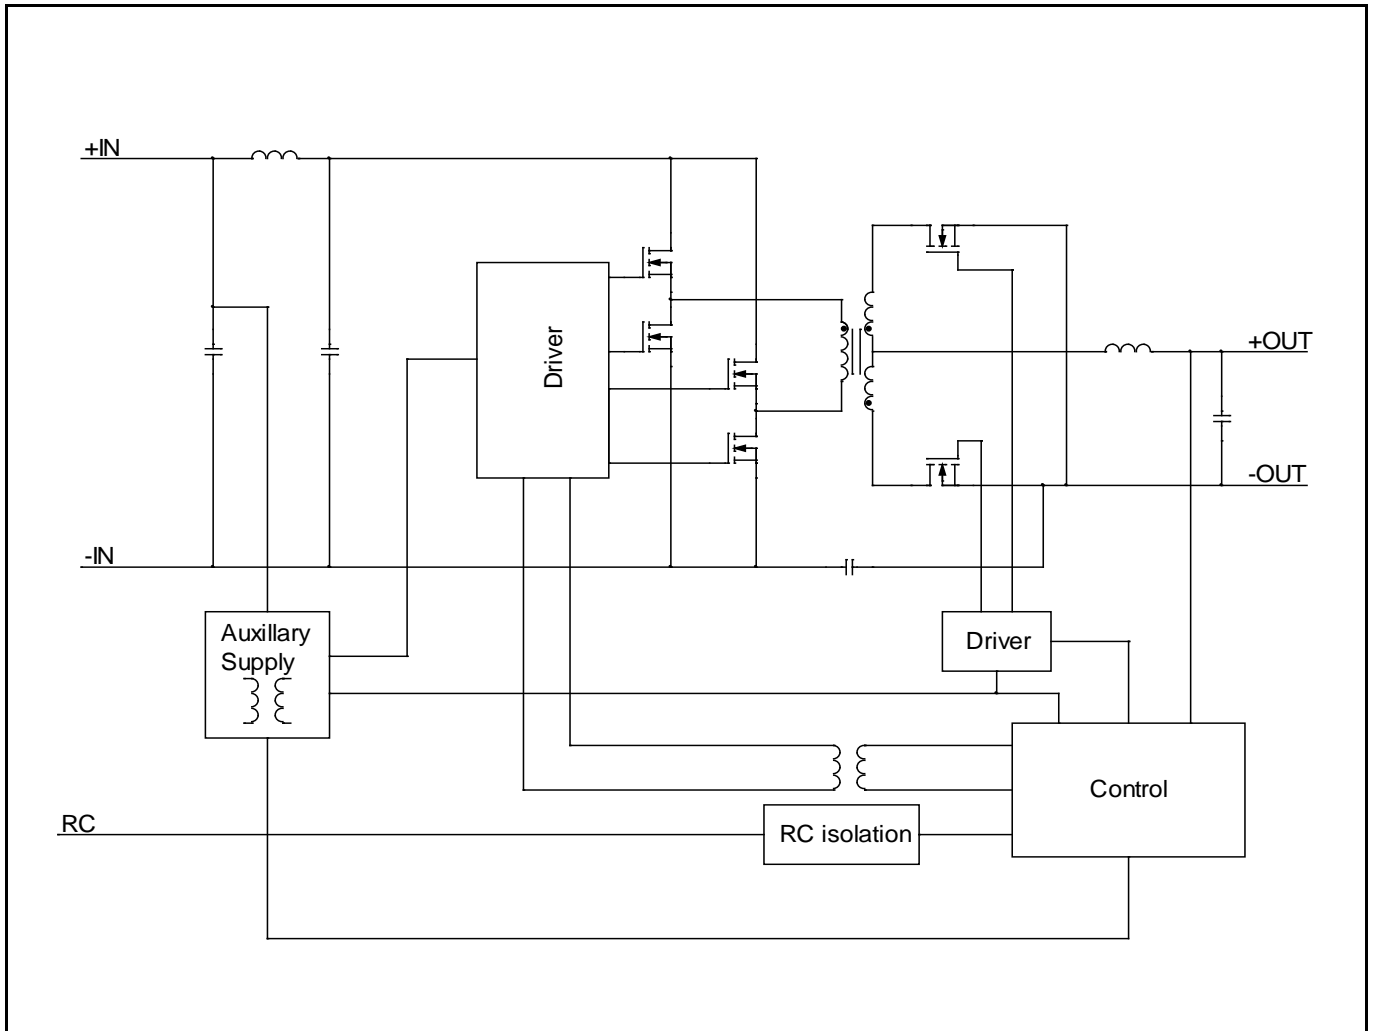 +IN
+OUT
Driver
-OUT
-IN
Auxillary
Supply
Driver
Control
RC
RC isolation